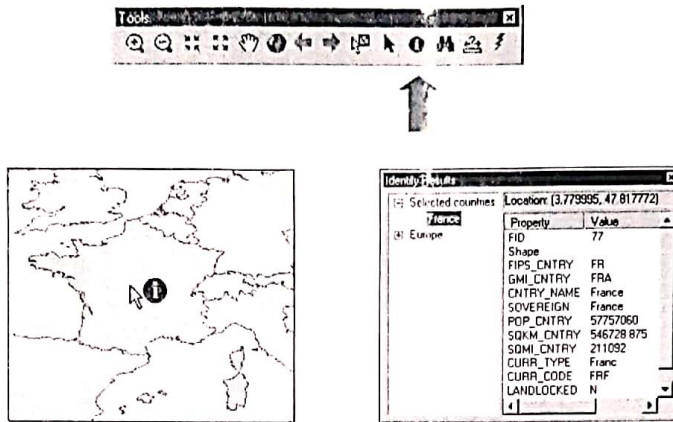 Tools
Identify Results
Selected countries
France
Europe
Location: (3.779995, 47.817772)
Property Value
FID 77
Shape
FIPS_CNTRY FR
GMI_CNTRY FRA
CNTRY_NAME France
SOVEREIGN France
POP_CNTRY 57757060
SQKM_CNTRY 546728.875
SQMI_CNTRY 211092
CURR_TYPE Franc
CURR_CODE FRF
LANDLOCKED N